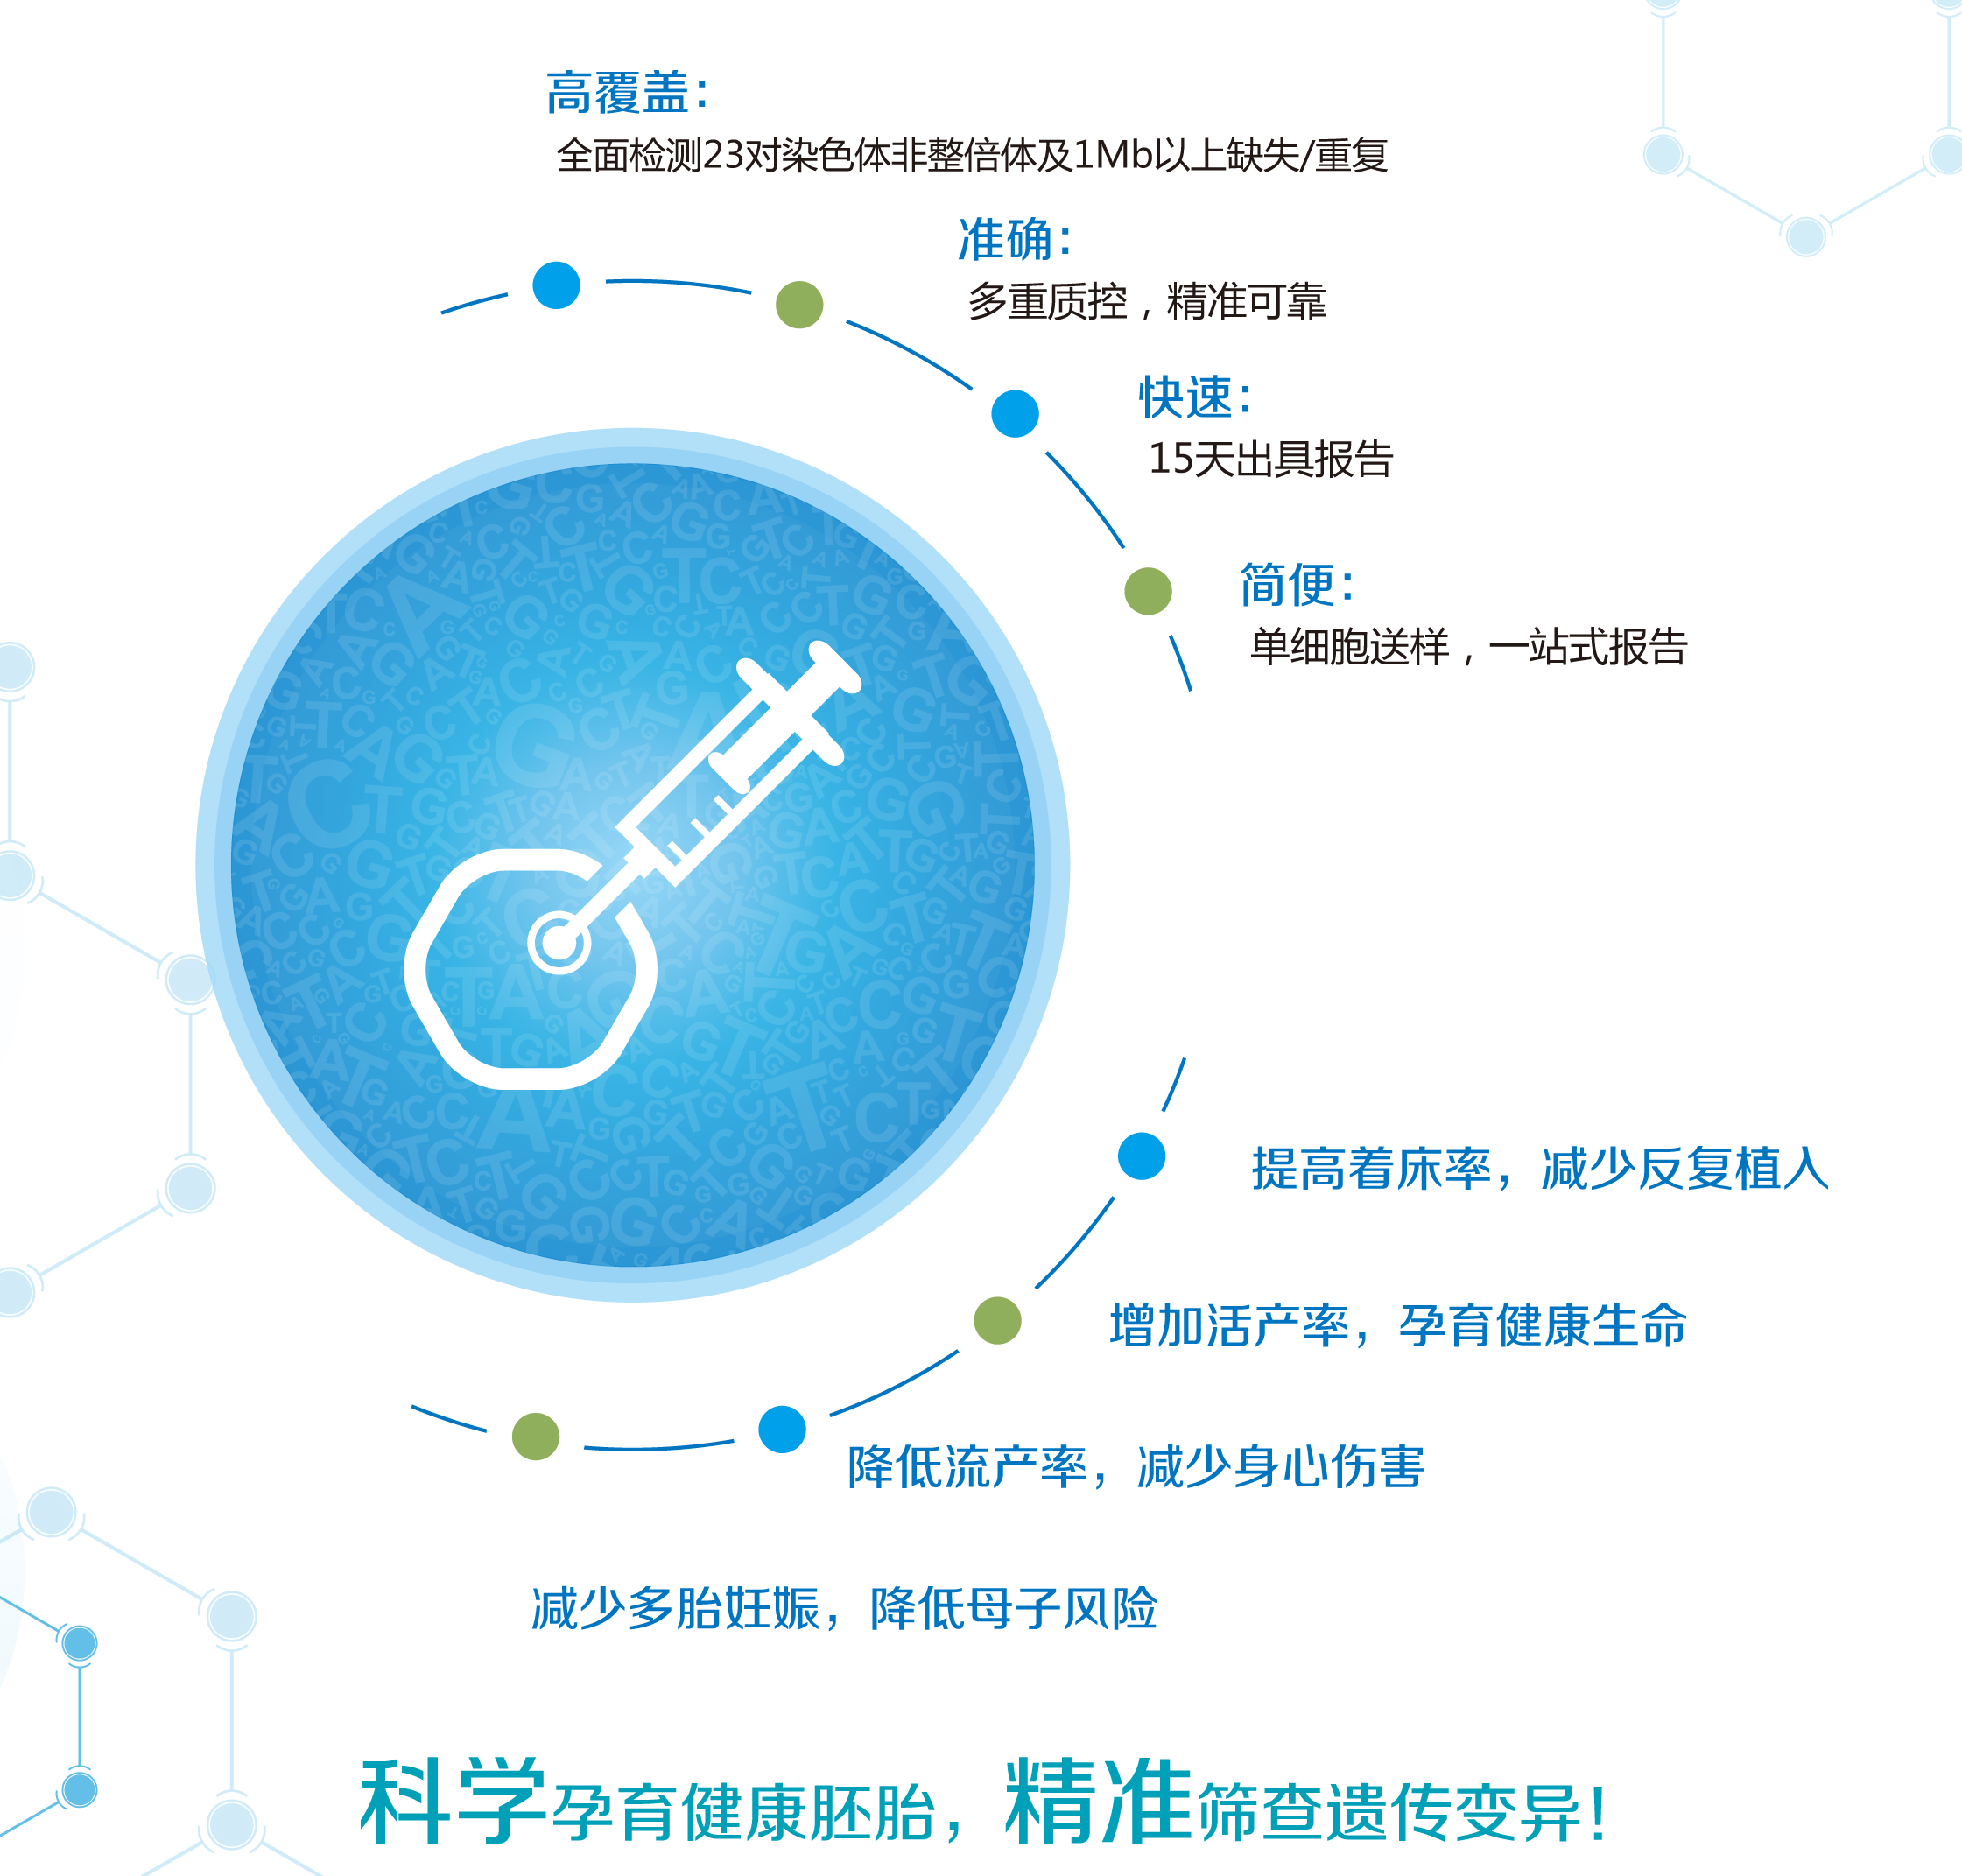 高覆盖：
全面检测23对染色体非整倍体及1Mb以上缺失/重复
准确：
多重质控，精准可靠
快速：
15天出具报告
简便：
单细胞送样，一站式报告
提高着床率，减少反复植入
增加活产率，孕育健康生命
降低流产率，减少身心伤害
减少多胎妊娠，降低母子风险
科学孕育健康胚胎，精准筛查遗传变异！